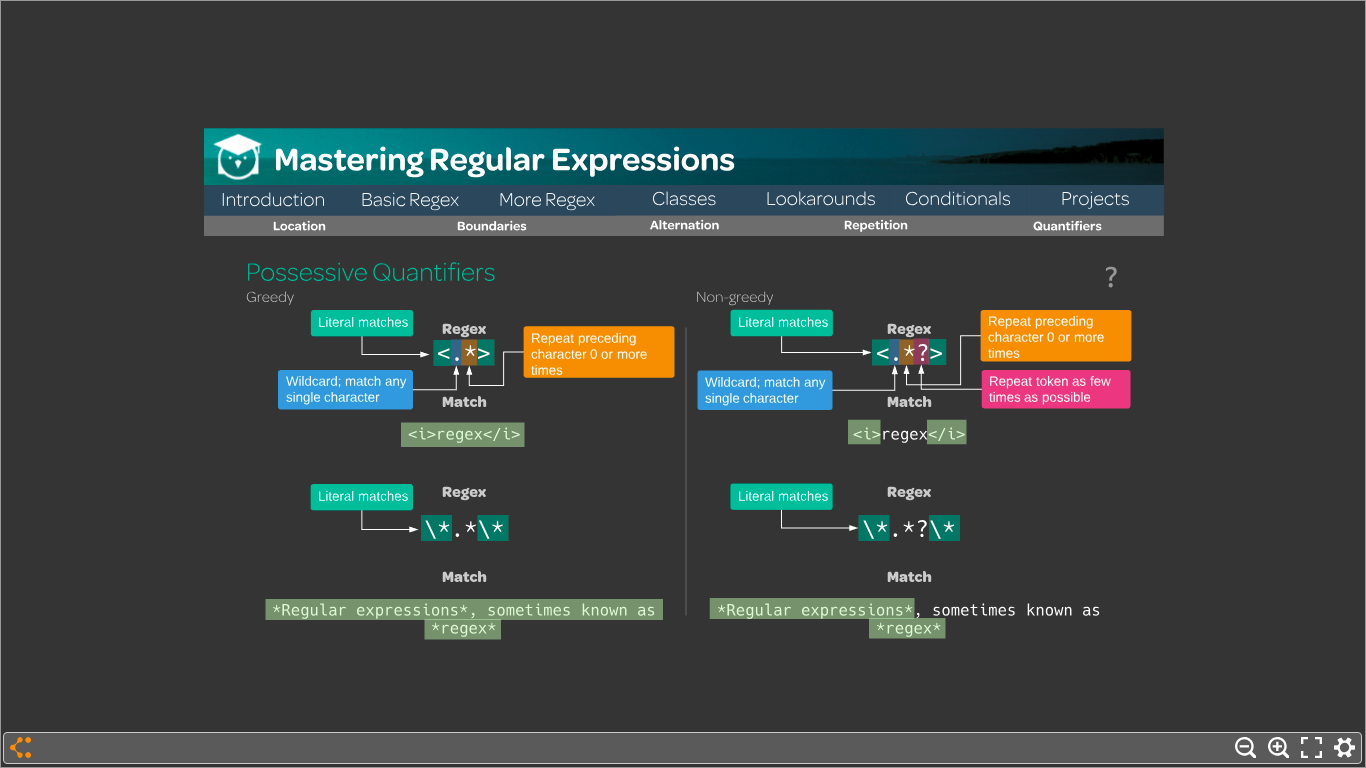 Mastering Regular Expressions
Introduction Basic Regex More Regex Classes Lookarounds Conditionals Projects
Location Boundaries Alternation Repetition Quantifiers
Possessive Quantifiers
?
Greedy
Literal matches
Regex
<.*>
Repeat preceding
character 0 or more
times
Wildcard; match any
single character
Match
<i>regex</i>
Literal matches
Regex
\*.*\*
Match
*Regular expressions*, sometimes known as
*regex*
Non-greedy
Literal matches
Regex
<.*?>
Repeat preceding
character 0 or more
times
Wildcard; match any
single character
Repeat token as few
times as possible
Match
<i>regex</i>
Literal matches
Regex
\*.*?\*
Match
*Regular expressions*, sometimes known as
*regex*